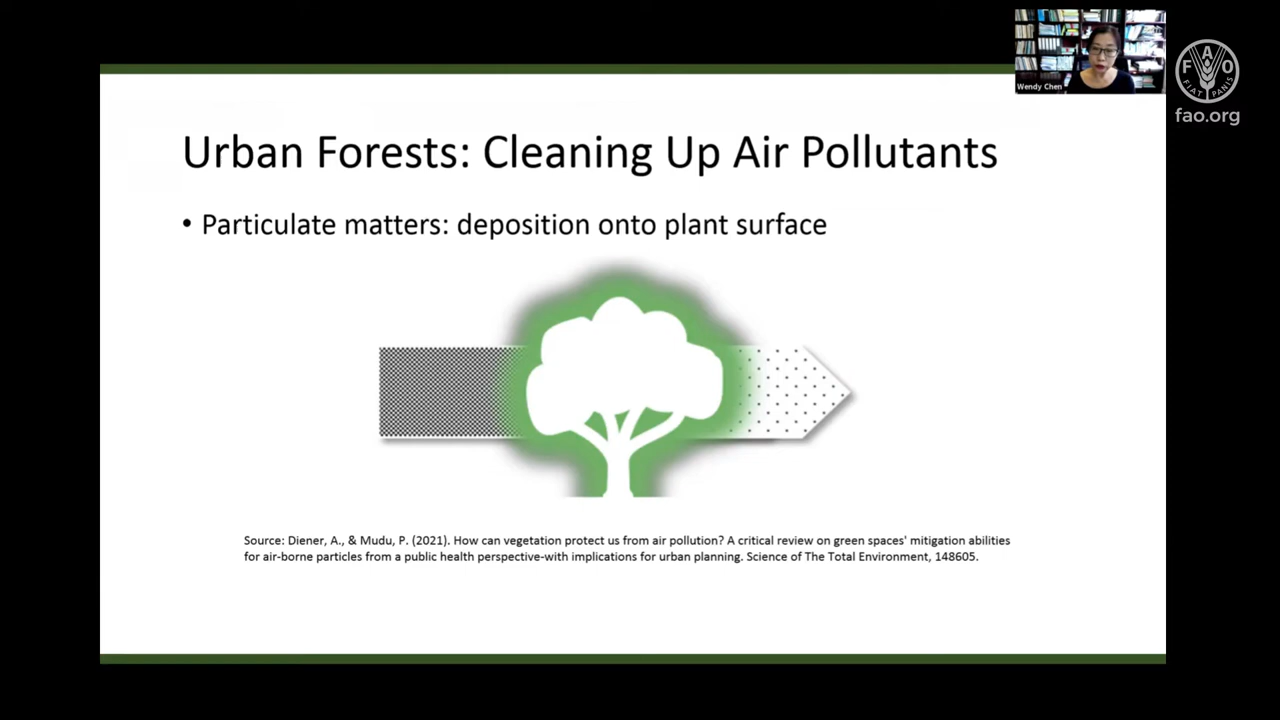 Wendy Chen
F A O
FIAT PANIS
fao.org
Urban Forests: Cleaning Up Air Pollutants
• Particulate matters: deposition onto plant surface
Source: Diener, A., & Mudu, P. (2021). How can vegetation protect us from air pollution? A critical review on green spaces' mitigation abilities
for air-borne particles from a public health perspective-with implications for urban planning. Science of The Total Environment, 148605.